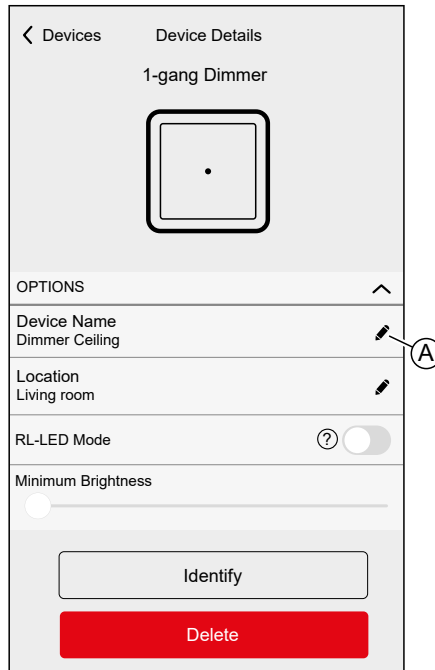 Devices
Device Details
1-gang Dimmer
OPTIONS
Device Name
Dimmer Ceiling
A
Location
Living room
RL-LED Mode
?
Minimum Brightness
Identify
Delete